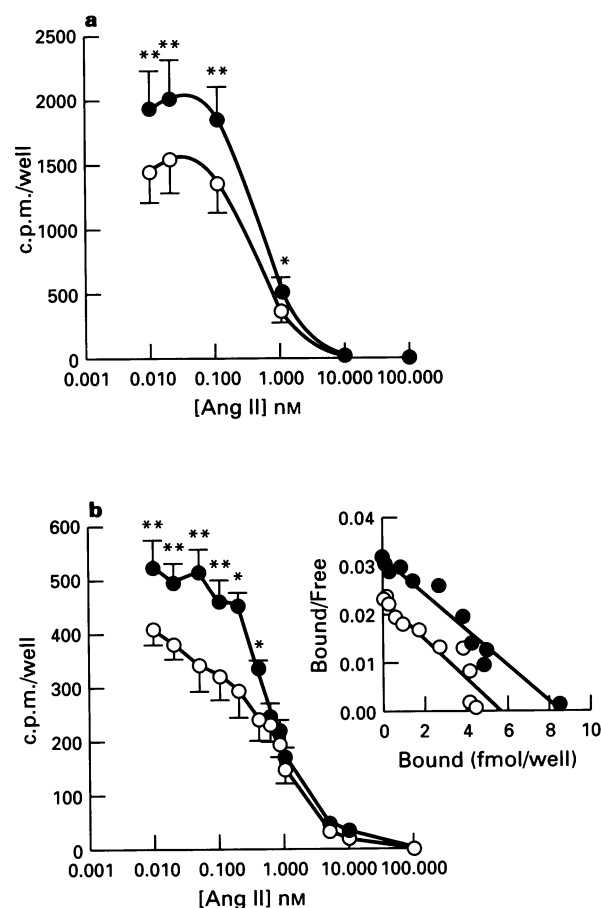 a
2500
2000
1500
1000
500
0
c.p.m./well
** ** ** *
0.001 0.010 0.100 1.000 10.000 100.000
[Ang II] nM
b
600
500
400
300
200
100
0
c.p.m./well
** ** ** ** * *
0.001 0.010 0.100 1.000 10.000 100.000
[Ang II] nM
0.04
0.03
0.02
0.01
0.00
Bound/Free
0 2 4 6 8 10
Bound (fmol/well)